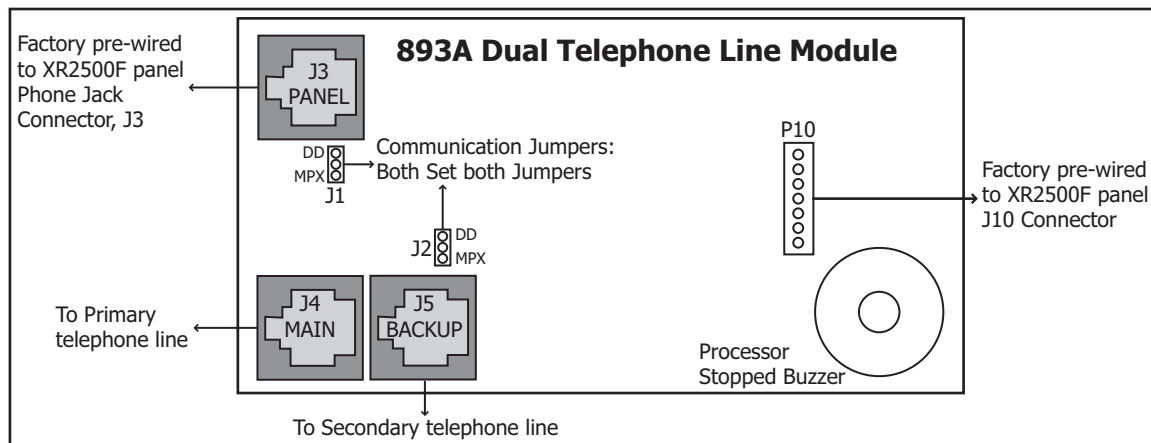 893A Dual Telephone Line Module
Factory pre-wired
to XR2500F panel
Phone Jack
Connector, J3
J3
PANEL
DD
MPX
J1
Communication Jumpers:
Both Set both Jumpers
J2
DD
MPX
P10
Factory pre-wired
to XR2500F panel
J10 Connector
To Primary
telephone line
J4
MAIN
J5
BACKUP
Processor
Stopped Buzzer
To Secondary telephone line